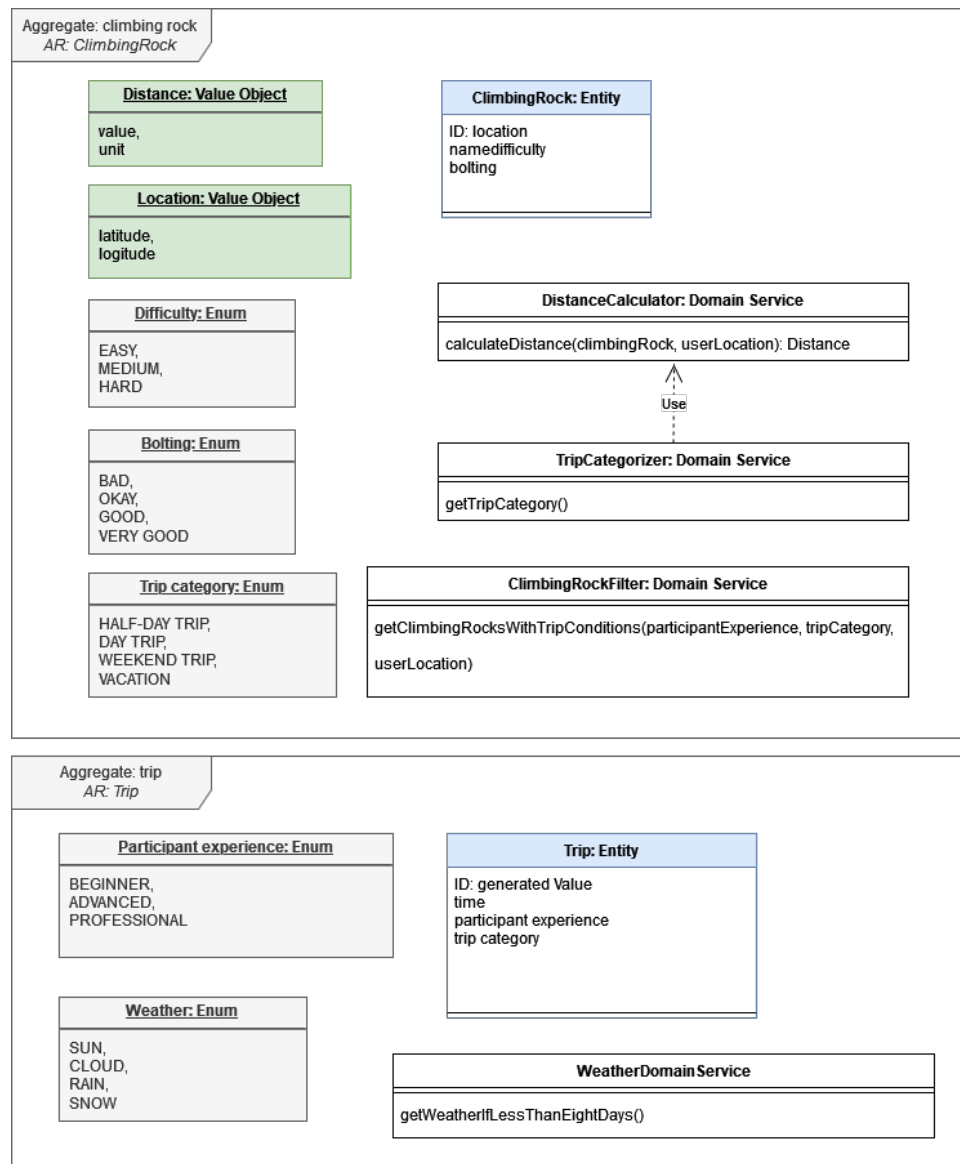 Aggregate: climbing rock
AR: ClimbingRock
Distance: Value Object
value,
unit
ClimbingRock: Entity
ID: location
namedifficulty
bolting
Location: Value Object
latitude,
logitude
Difficulty: Enum
EASY,
MEDIUM,
HARD
DistanceCalculator: Domain Service
calculateDistance(climbingRock, userLocation): Distance
Use
Bolting: Enum
BAD,
OKAY,
GOOD,
VERY GOOD
TripCategorizer: Domain Service
getTripCategory()
Trip category: Enum
HALF-DAY TRIP,
DAY TRIP,
WEEKEND TRIP,
VACATION
ClimbingRockFilter: Domain Service
getClimbingRocksWithTripConditions(participantExperience, tripCategory,
userLocation)
Aggregate: trip
AR: Trip
Participant experience: Enum
BEGINNER,
ADVANCED,
PROFESSIONAL
Trip: Entity
ID: generated Value
time
participant experience
trip category
Weather: Enum
SUN,
CLOUD,
RAIN,
SNOW
WeatherDomainService
getWeatherIfLessThanEightDays()